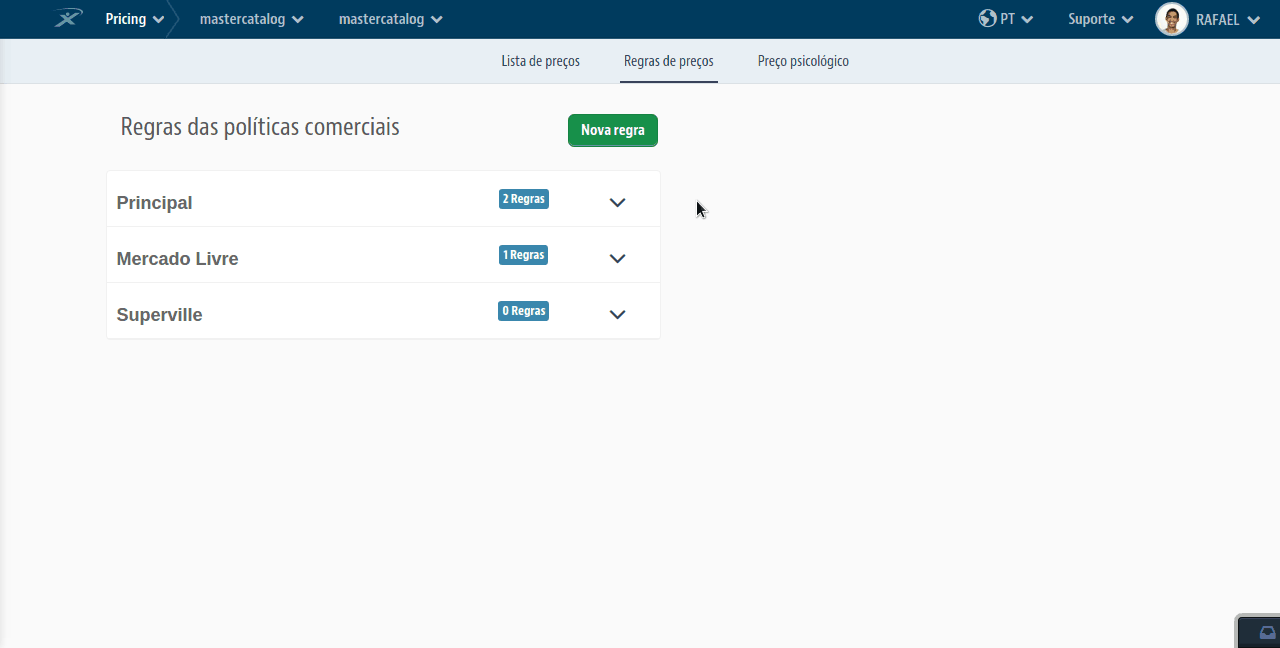 Pricing mastercatalog mastercatalog PT Suporte RAFAEL
Lista de preços Regras de preços Preço psicológico
Regras das políticas comerciais Nova regra
Principal 2 Regras
Mercado Livre 1 Regras
Superville 0 Regras